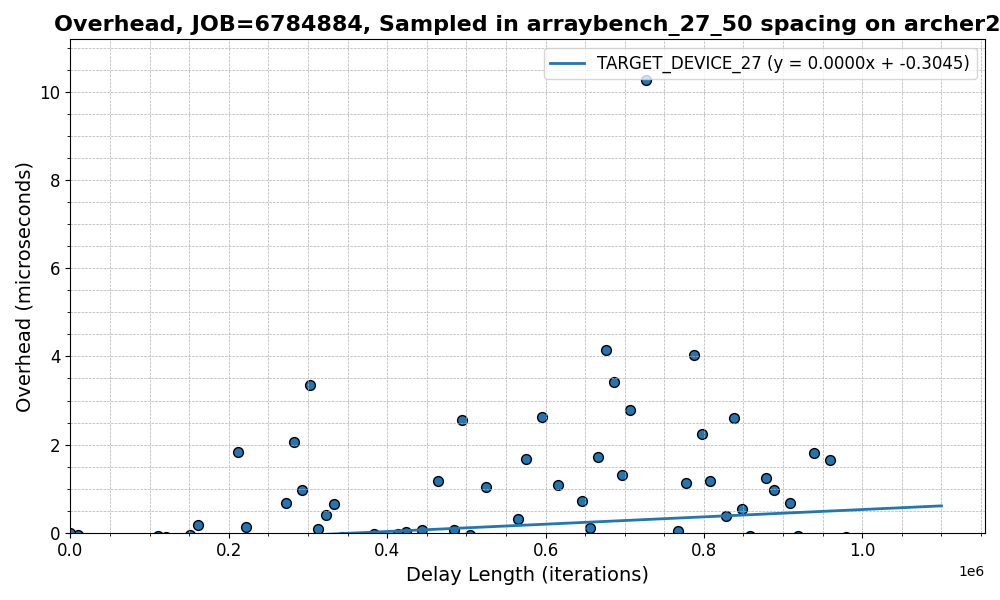 Overhead, JOB=6784884, Sampled in arraybench_27_50 spacing on archer2
TARGET_DEVICE_27 (y = 0.0000x + -0.3045)
Overhead (microseconds)
10
8
6
4
2
0
0.0 0.2 0.4 0.6 0.8 1.0
1e6
Delay Length (iterations)